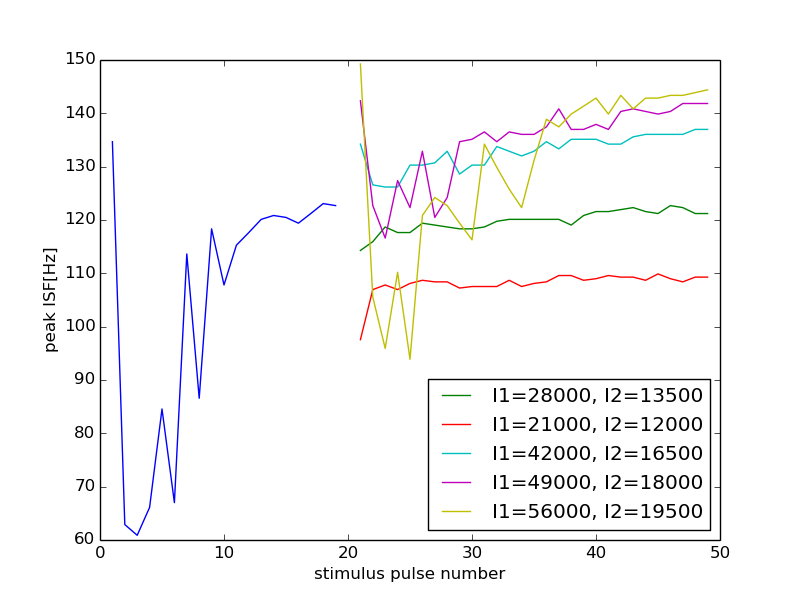 150
140
130
120
110
100
90
80
70
60
peak ISF[Hz]
I1=28000, I2=13500
I1=21000, I2=12000
I1=42000, I2=16500
I1=49000, I2=18000
I1=56000, I2=19500
0 10 20 30 40 50
stimulus pulse number